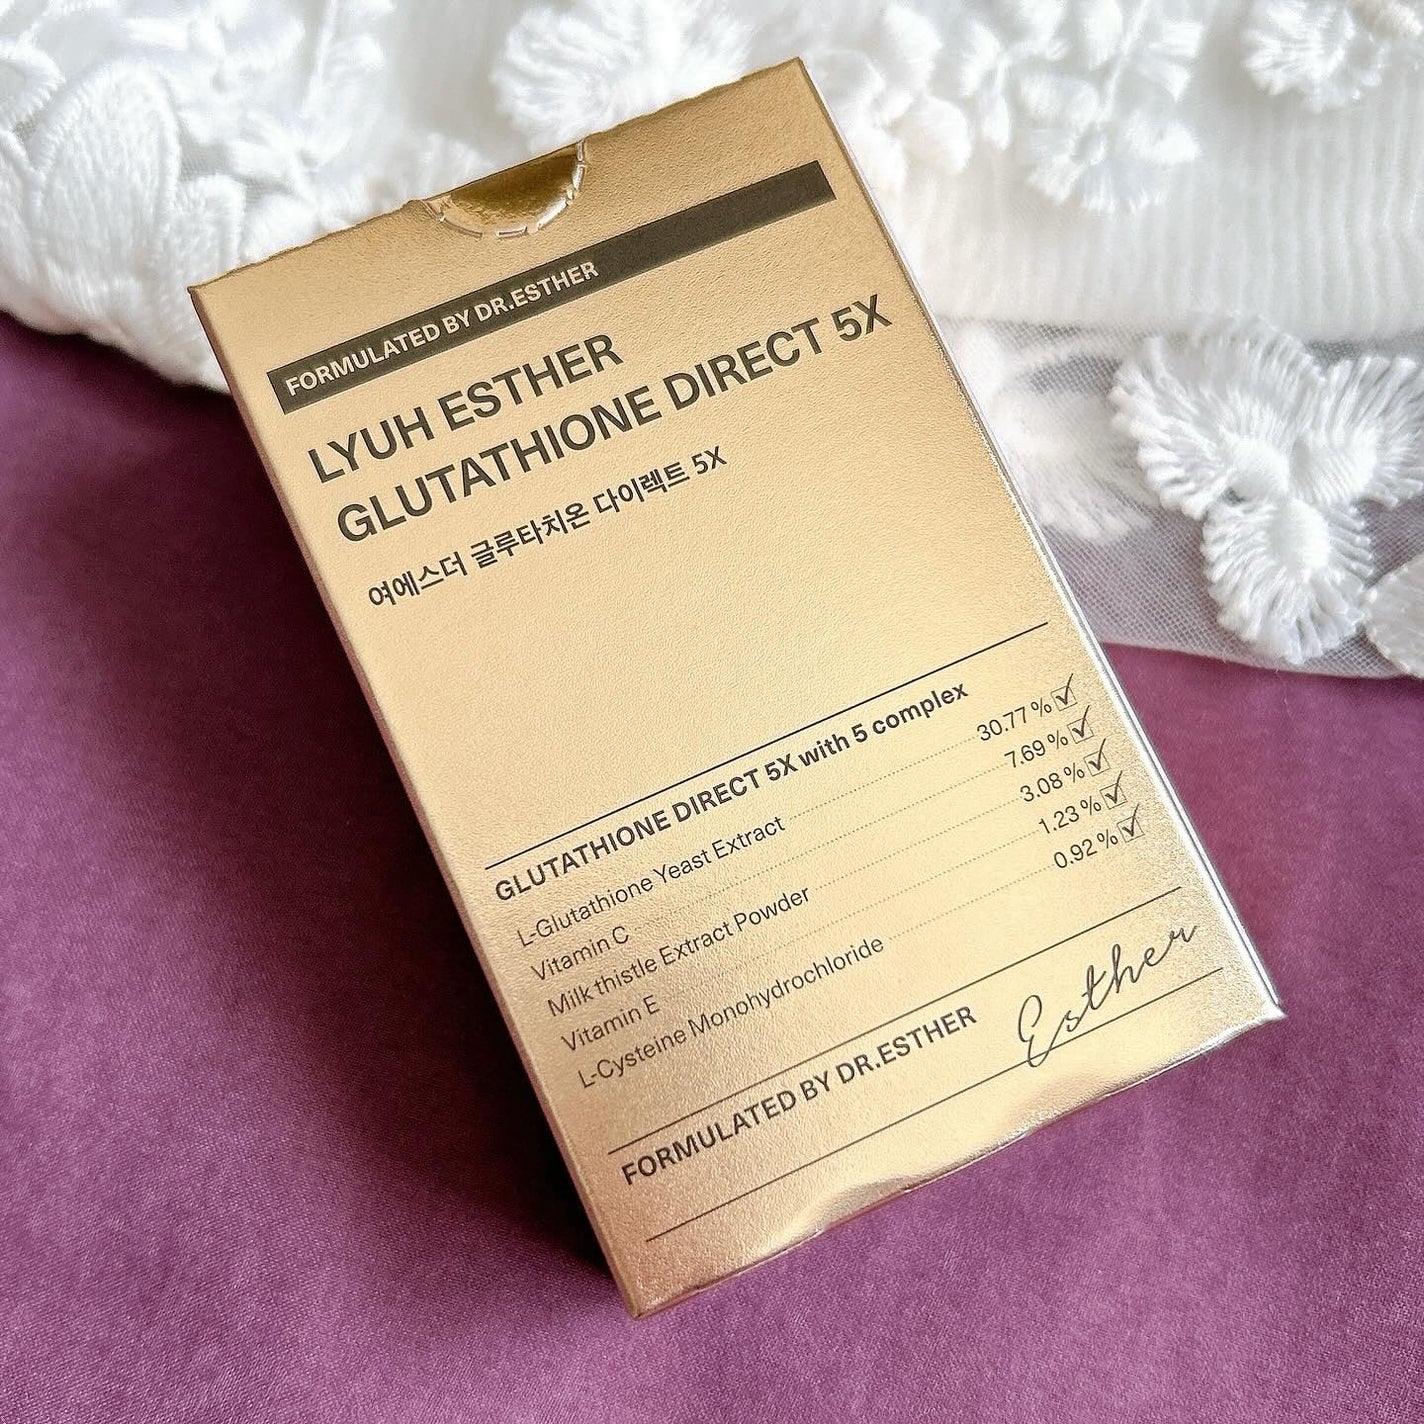 FORMULATED BY DR.ESTHER
LYUH ESTHER
GLUTATHIONE DIRECT 5X
여에스더 글루타치온 다이렉트 5X
GLUTATHIONE DIRECT 5X with 5 complex
L-Glutathione Yeast Extract 30.77 %
Vitamin C 7.69 %
Milk thistle Extract Powder 3.08 %
Vitamin E 1.23 %
L-Cysteine Monohydrochloride 0.92 %
FORMULATED BY DR.ESTHER Esther